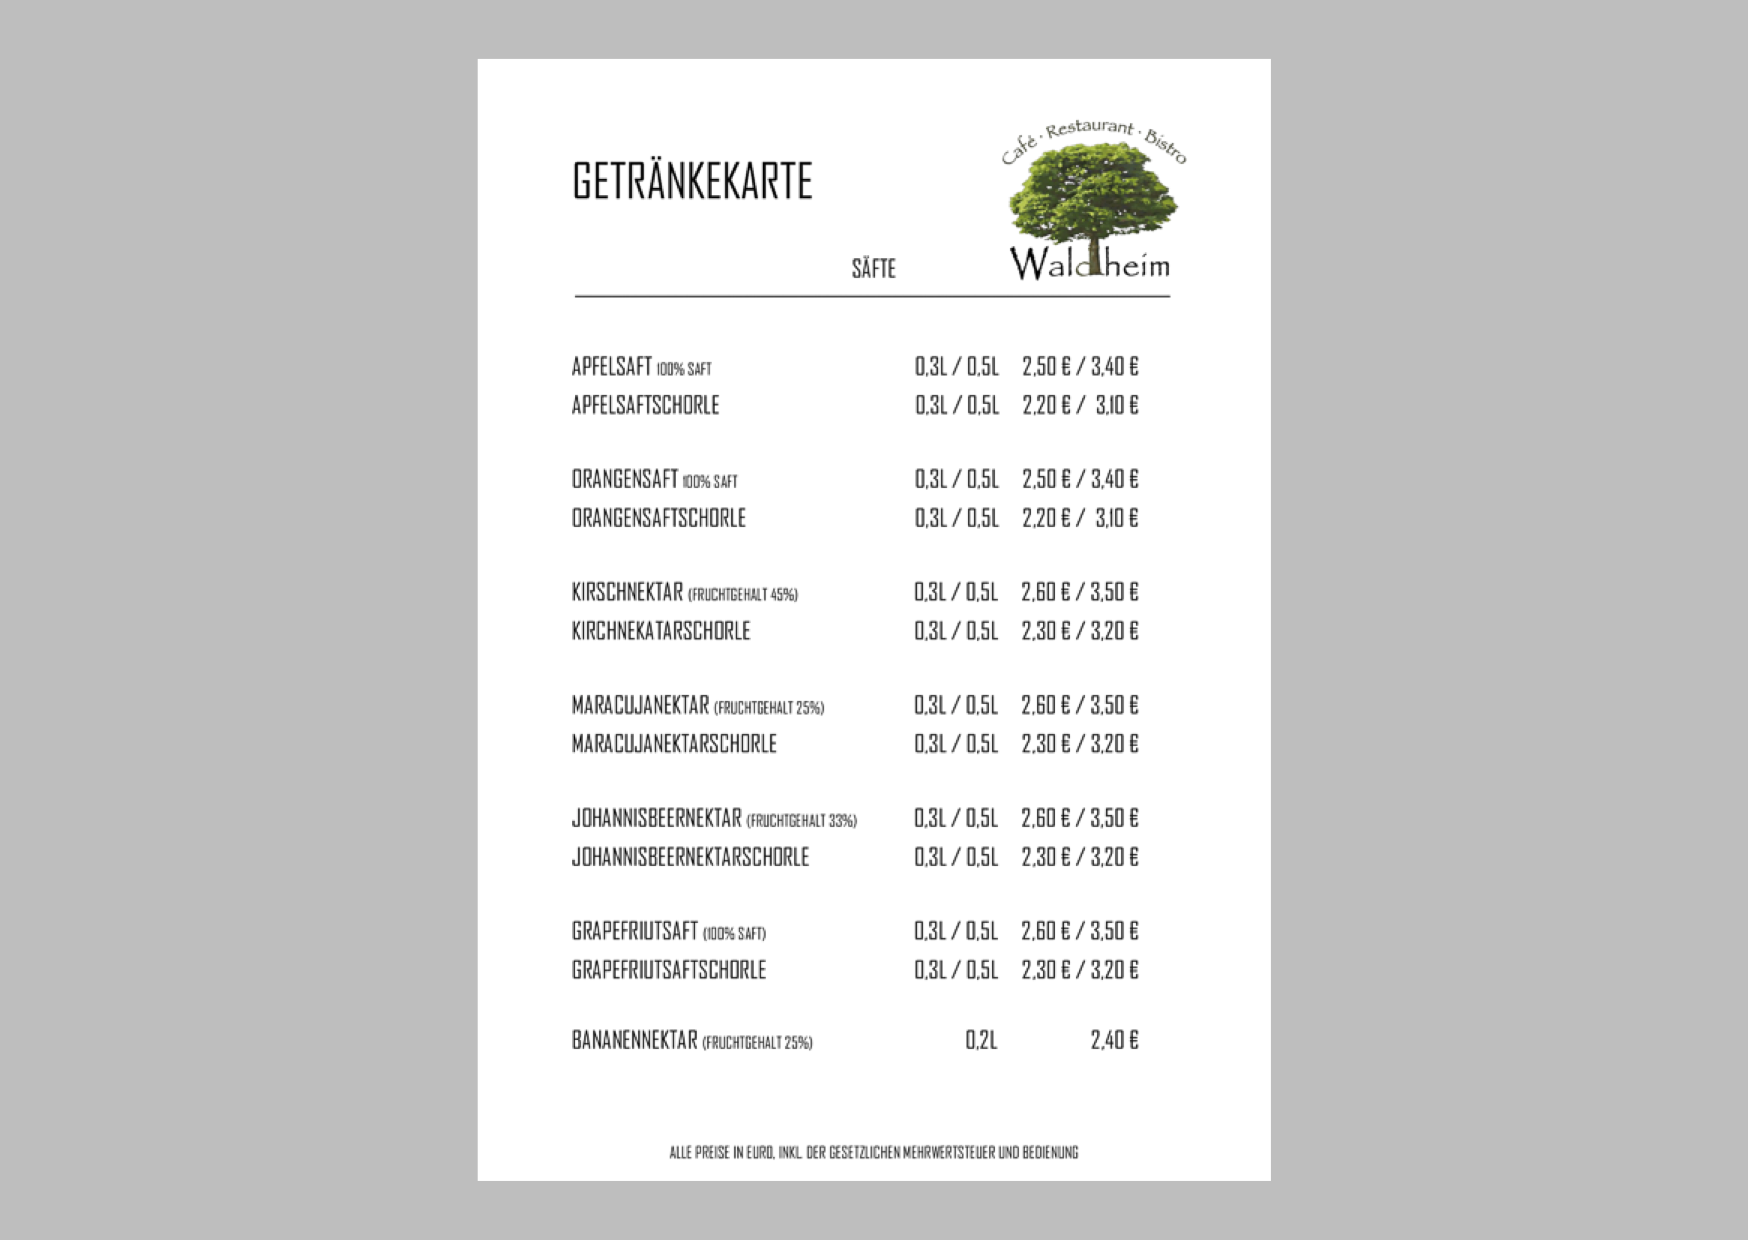 Café · Restaurant · Bistro
GETRÄNKEKARTE
Waldheim
SÄFTE
APFELSAFT 100% SAFT 0,3L / 0,5L 2,50 € / 3,40 €
APFELSAFTSCHORLE 0,3L / 0,5L 2,20 € / 3,10 €
ORANGENSAFT 100% SAFT 0,3L / 0,5L 2,50 € / 3,40 €
ORANGENSAFTSCHORLE 0,3L / 0,5L 2,20 € / 3,10 €
KIRSCHNEKTAR (FRUCHTGEHALT 45%) 0,3L / 0,5L 2,60 € / 3,50 €
KIRCHNEKATARSCHORLE 0,3L / 0,5L 2,30 € / 3,20 €
MARACUJANEKTAR (FRUCHTGEHALT 25%) 0,3L / 0,5L 2,60 € / 3,50 €
MARACUJANEKTARSCHORLE 0,3L / 0,5L 2,30 € / 3,20 €
JOHANNISBEERNEKTAR (FRUCHTGEHALT 33%) 0,3L / 0,5L 2,60 € / 3,50 €
JOHANNISBEERNEKTARSCHORLE 0,3L / 0,5L 2,30 € / 3,20 €
GRAPEFRIUTSAFT (100% SAFT) 0,3L / 0,5L 2,60 € / 3,50 €
GRAPEFRIUTSAFTSCHORLE 0,3L / 0,5L 2,30 € / 3,20 €
BANANENNEKTAR (FRUCHTGEHALT 25%) 0,2L 2,40 €
ALLE PREISE IN EURO, INKL. DER GESETZLICHEN MEHRWERTSTEUER UND BEDIENUNG